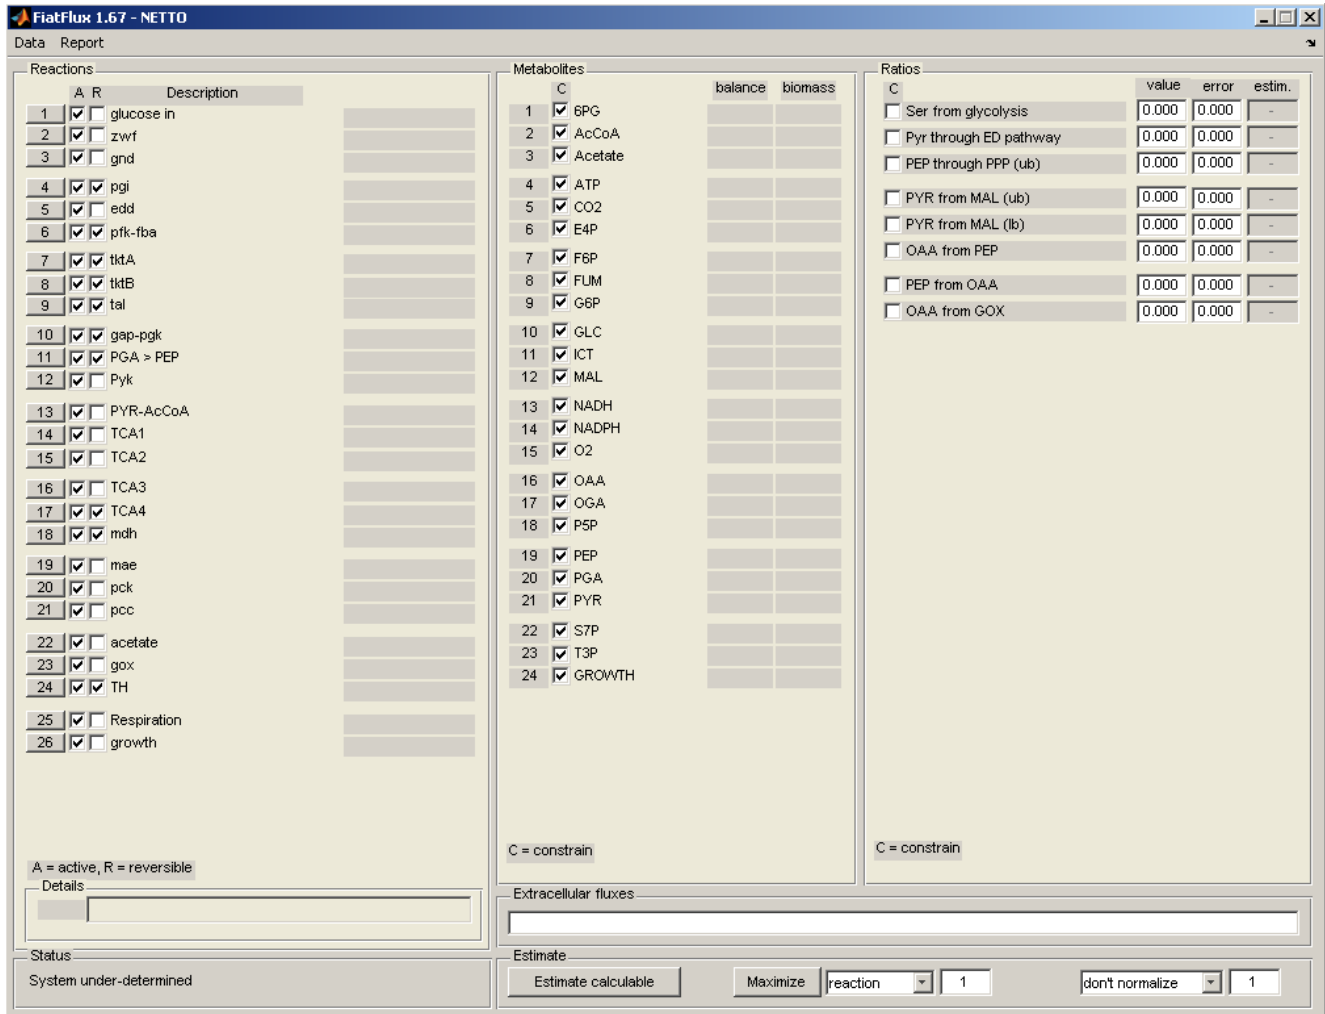 FiatFlux 1.67 - NETTO
Data Report
Reactions
A R Description
1 glucose in
2 zwf
3 gnd
4 pgi
5 edd
6 pfk-fba
7 tktA
8 tktB
9 tal
10 gap-pgk
11 PGA > PEP
12 Pyk
13 PYR-AcCoA
14 TCA1
15 TCA2
16 TCA3
17 TCA4
18 mdh
19 mae
20 pck
21 pcc
22 acetate
23 gox
24 TH
25 Respiration
26 growth
A = active, R = reversible
Details
Status
System under-determined
Metabolites
C balance biomass
1 6PG
2 AcCoA
3 Acetate
4 ATP
5 CO2
6 E4P
7 F6P
8 FUM
9 G6P
10 GLC
11 ICT
12 MAL
13 NADH
14 NADPH
15 O2
16 OAA
17 OGA
18 P5P
19 PEP
20 PGA
21 PYR
22 S7P
23 T3P
24 GROWTH
C = constrain
Ratios
C value error estim.
Ser from glycolysis 0.000 0.000 -
Pyr through ED pathway 0.000 0.000 -
PEP through PPP (ub) 0.000 0.000 -
PYR from MAL (ub) 0.000 0.000 -
PYR from MAL (lb) 0.000 0.000 -
OAA from PEP 0.000 0.000 -
PEP from OAA 0.000 0.000 -
OAA from GOX 0.000 0.000 -
C = constrain
Extracellular fluxes
Estimate
Estimate calculable Maximize reaction 1 don't normalize 1